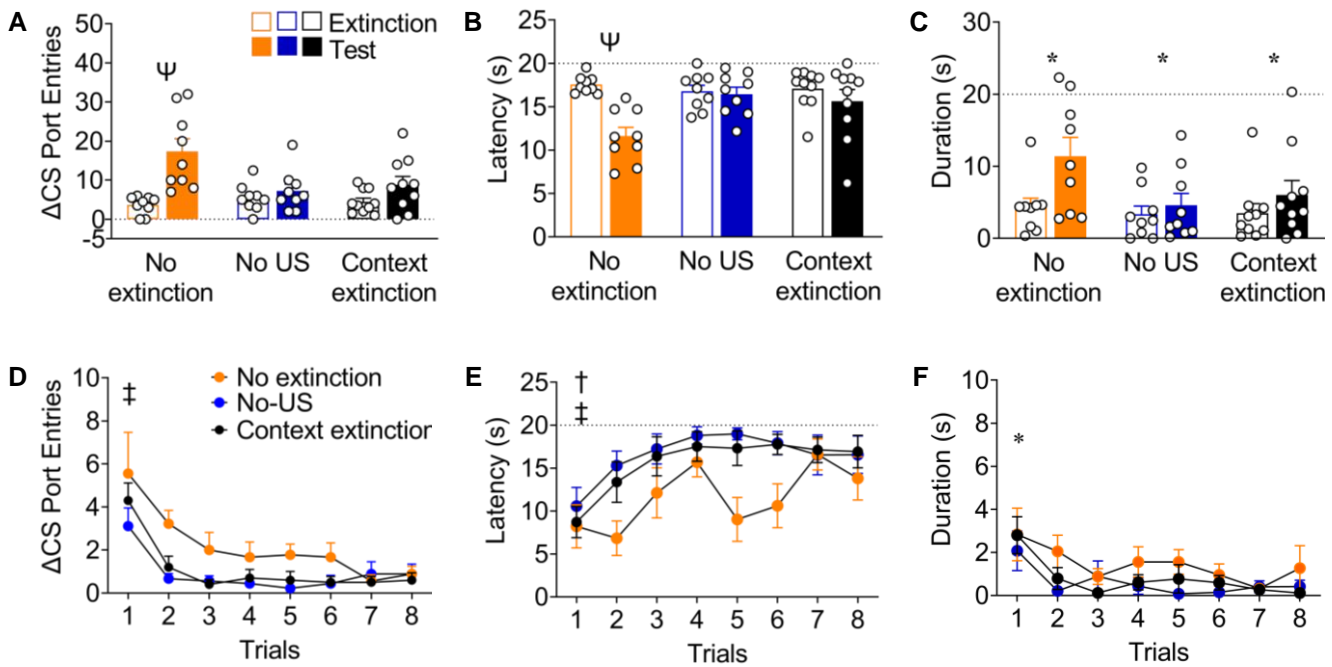 A
ΔCS Port Entries
50
40
30
20
10
0
-5
Extinction
Test
Ψ
No extinction
No US
Context extinction
B
Latency (s)
25
20
15
10
5
0
Ψ
No extinction
No US
Context extinction
C
Duration (s)
30
20
10
0
* * *
No extinction
No US
Context extinction
D
ΔCS Port Entries
10
8
6
4
2
0
‡
No extinction
No-US
Context extinction
1 2 3 4 5 6 7 8
Trials
E
Latency (s)
25
20
15
10
5
0
†
‡
1 2 3 4 5 6 7 8
Trials
F
Duration (s)
10
8
6
4
2
0
*
1 2 3 4 5 6 7 8
Trials